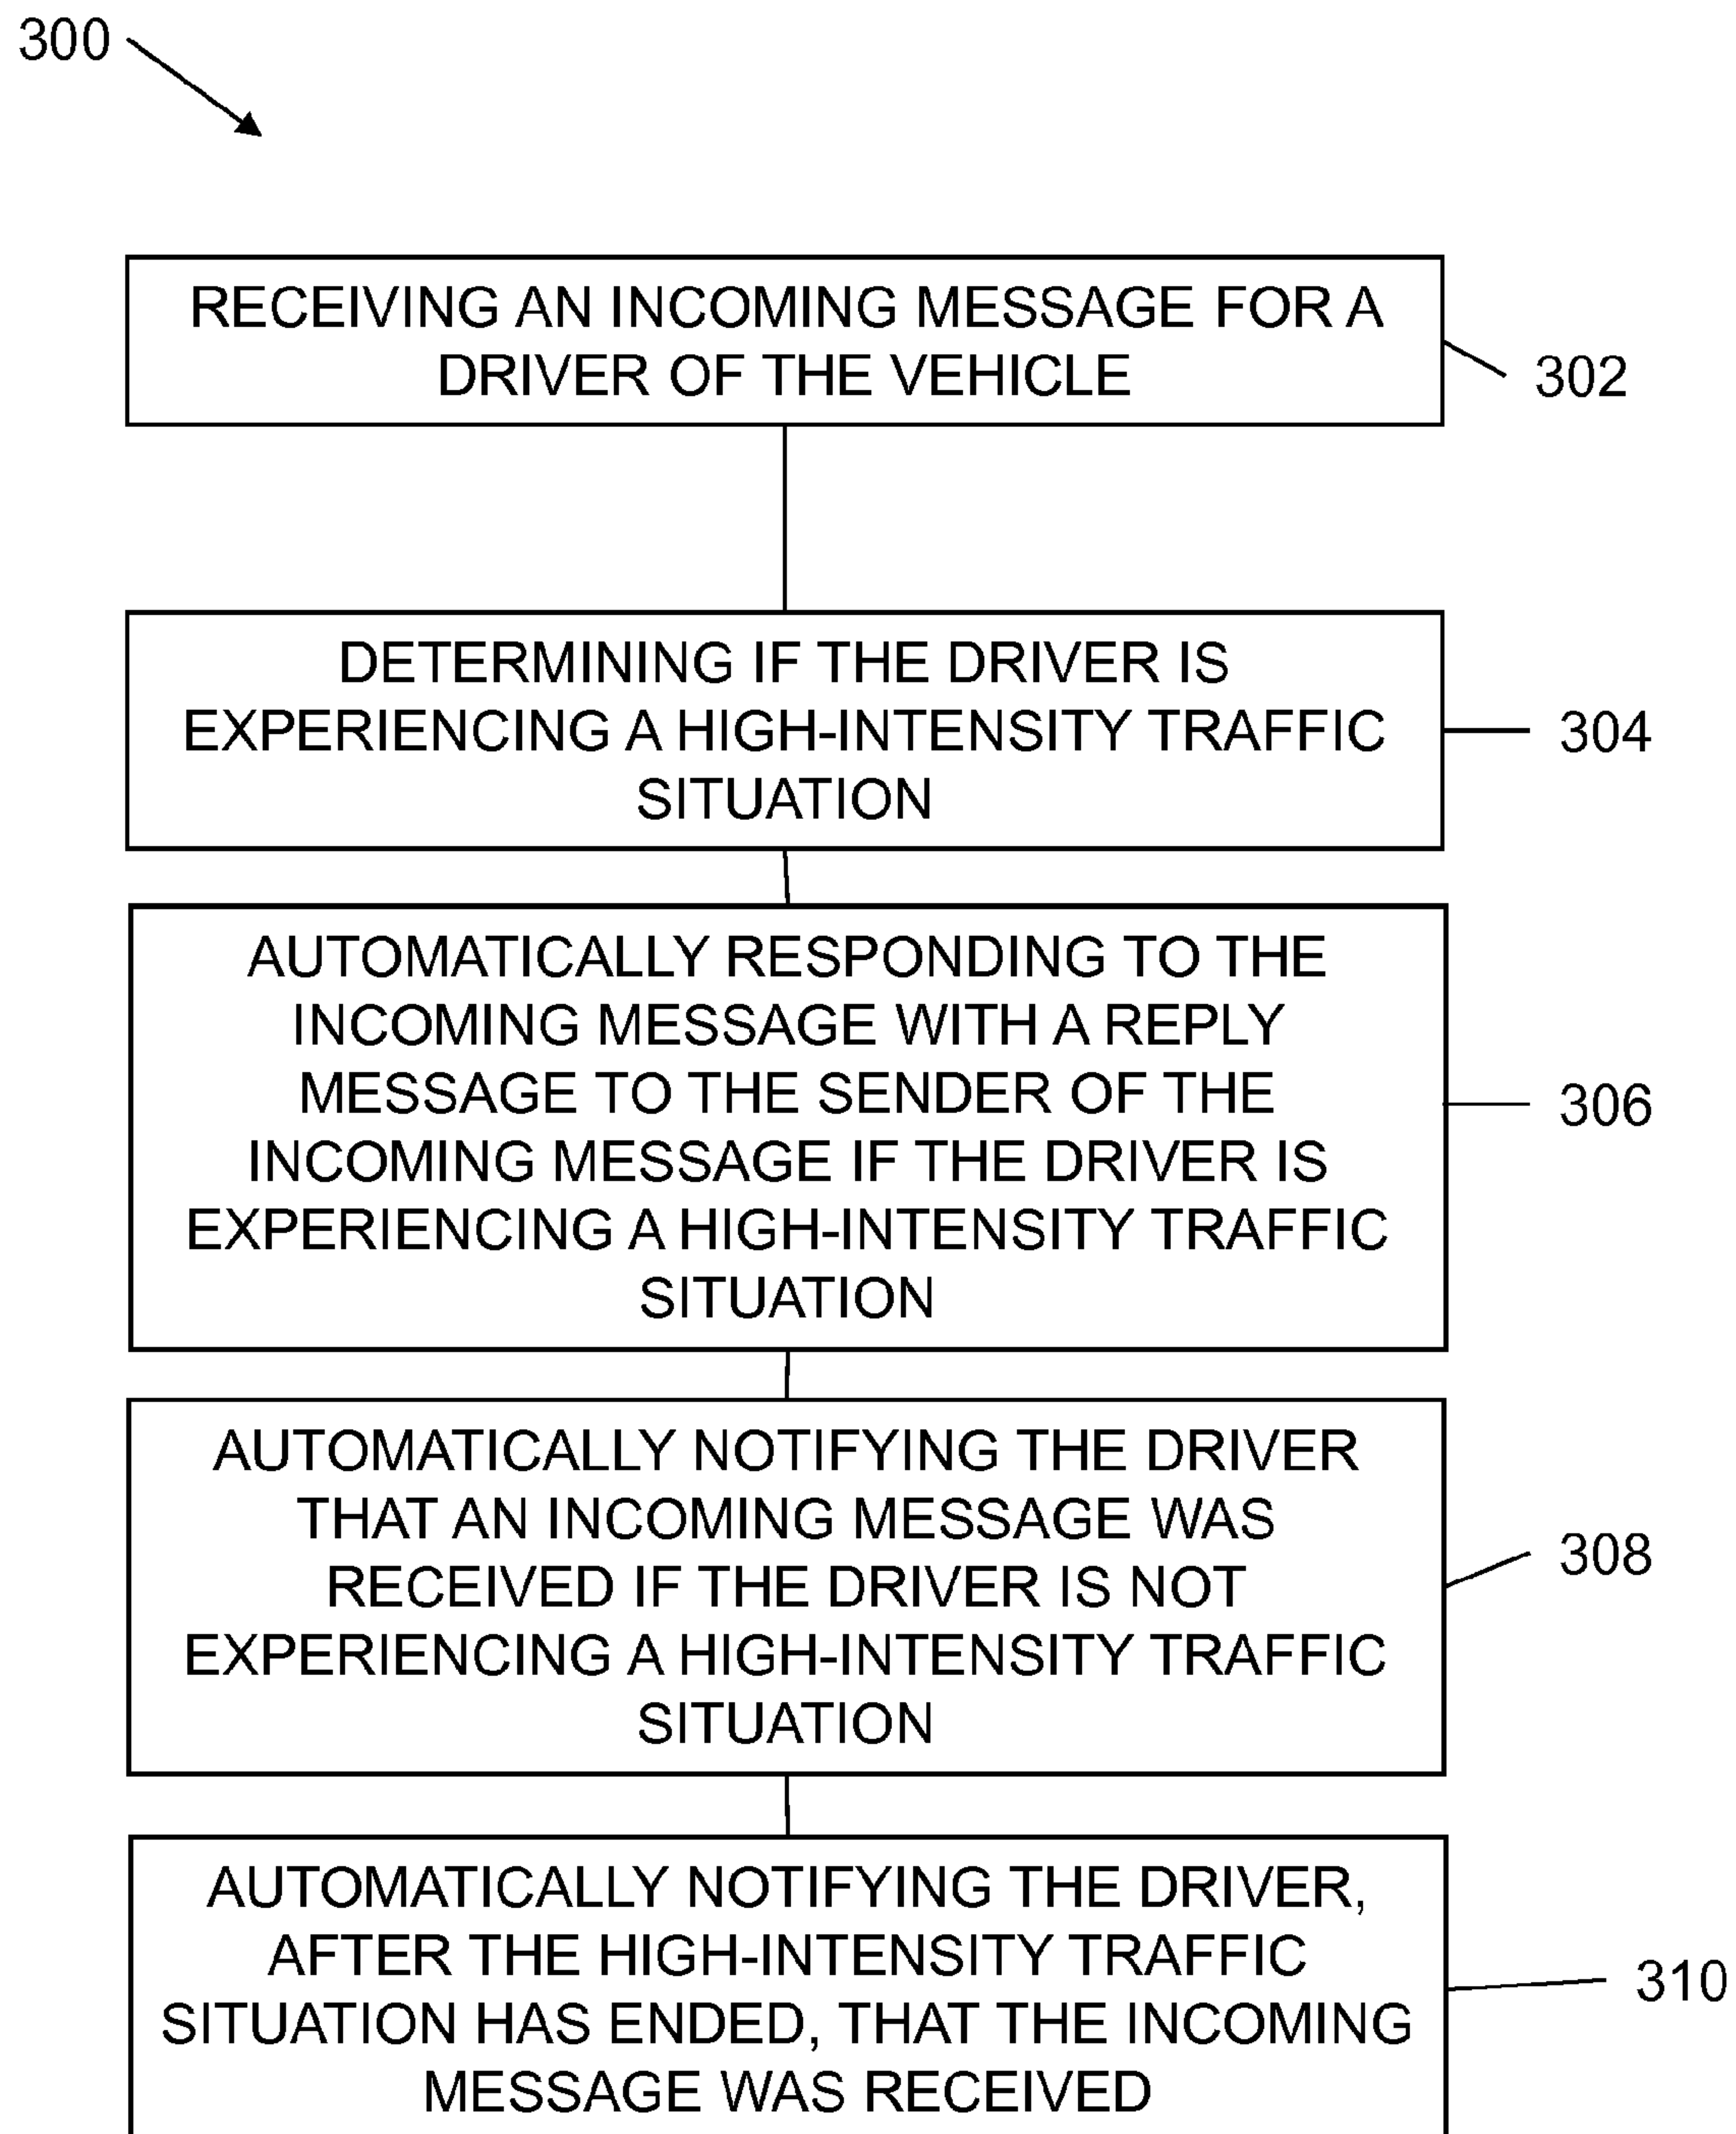 300
RECEIVING AN INCOMING MESSAGE FOR A
DRIVER OF THE VEHICLE
302
DETERMINING IF THE DRIVER IS
EXPERIENCING A HIGH-INTENSITY TRAFFIC
SITUATION
304
AUTOMATICALLY RESPONDING TO THE
INCOMING MESSAGE WITH A REPLY
MESSAGE TO THE SENDER OF THE
INCOMING MESSAGE IF THE DRIVER IS
EXPERIENCING A HIGH-INTENSITY TRAFFIC
SITUATION
306
AUTOMATICALLY NOTIFYING THE DRIVER
THAT AN INCOMING MESSAGE WAS
RECEIVED IF THE DRIVER IS NOT
EXPERIENCING A HIGH-INTENSITY TRAFFIC
SITUATION
308
AUTOMATICALLY NOTIFYING THE DRIVER,
AFTER THE HIGH-INTENSITY TRAFFIC
SITUATION HAS ENDED, THAT THE INCOMING
MESSAGE WAS RECEIVED
310